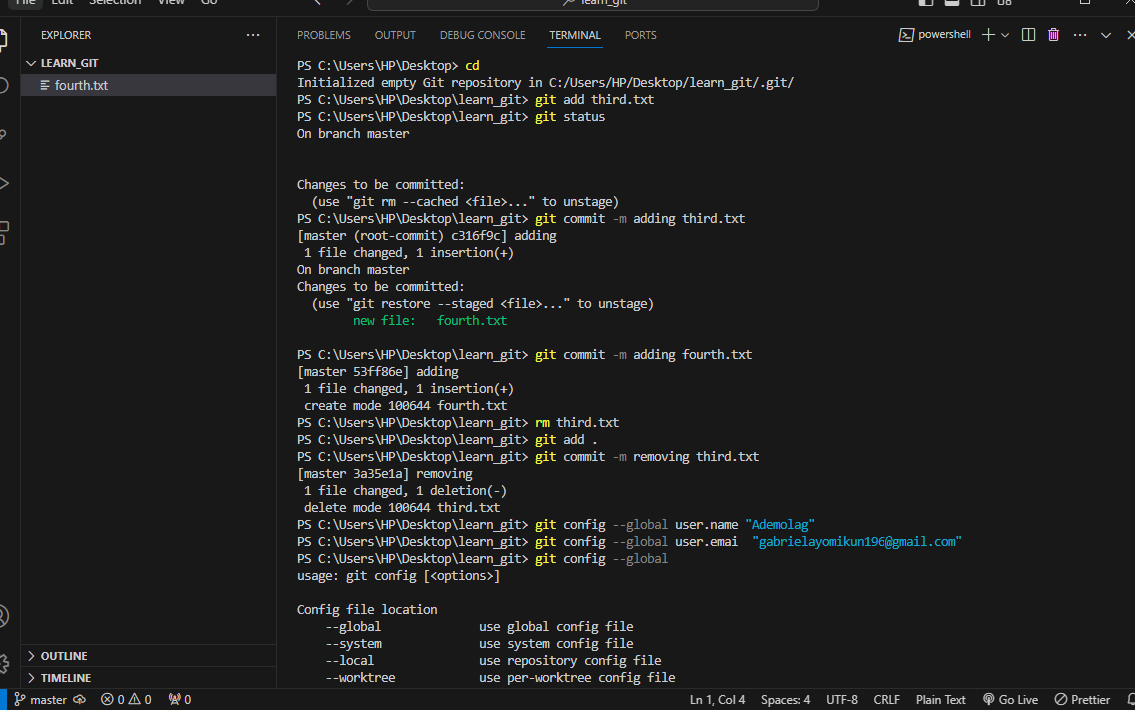 File Edit Selection View Go
learn_git
EXPLORER
PROBLEMS OUTPUT DEBUG CONSOLE TERMINAL PORTS
powershell
LEARN_GIT
fourth.txt
PS C:\Users\HP\Desktop> cd
Initialized empty Git repository in C:/Users/HP/Desktop/learn_git/.git/
PS C:\Users\HP\Desktop\learn_git> git add third.txt
PS C:\Users\HP\Desktop\learn_git> git status
On branch master
Changes to be committed:
(use "git rm --cached <file>..." to unstage)
PS C:\Users\HP\Desktop\learn_git> git commit -m adding third.txt
[master (root-commit) c316f9c] adding
1 file changed, 1 insertion(+)
On branch master
Changes to be committed:
(use "git restore --staged <file>..." to unstage)
new file: fourth.txt
PS C:\Users\HP\Desktop\learn_git> git commit -m adding fourth.txt
[master 53ff86e] adding
1 file changed, 1 insertion(+)
create mode 100644 fourth.txt
PS C:\Users\HP\Desktop\learn_git> rm third.txt
PS C:\Users\HP\Desktop\learn_git> git add .
PS C:\Users\HP\Desktop\learn_git> git commit -m removing third.txt
[master 3a35e1a] removing
1 file changed, 1 deletion(-)
delete mode 100644 third.txt
PS C:\Users\HP\Desktop\learn_git> git config --global user.name "Ademolag"
PS C:\Users\HP\Desktop\learn_git> git config --global user.emai "gabrielayomikun196@gmail.com"
PS C:\Users\HP\Desktop\learn_git> git config --global
usage: git config [<options>]
Config file location
--global use global config file
--system use system config file
--local use repository config file
--worktree use per-worktree config file
OUTLINE
TIMELINE
master 0 0 0 Ln 1, Col 4 Spaces: 4 UTF-8 CRLF Plain Text Go Live Prettier